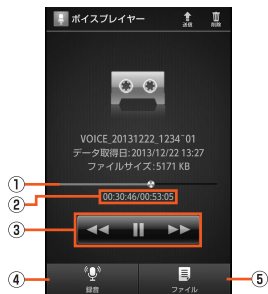 ボイスプレイヤー
送信
削除
VOICE_20131222_1234~01
データ取得日:2013/12/22 13:27
ファイルサイズ:5171 KB
①
00:30:46/00:53:05
②
③
④
録音
ファイル
⑤